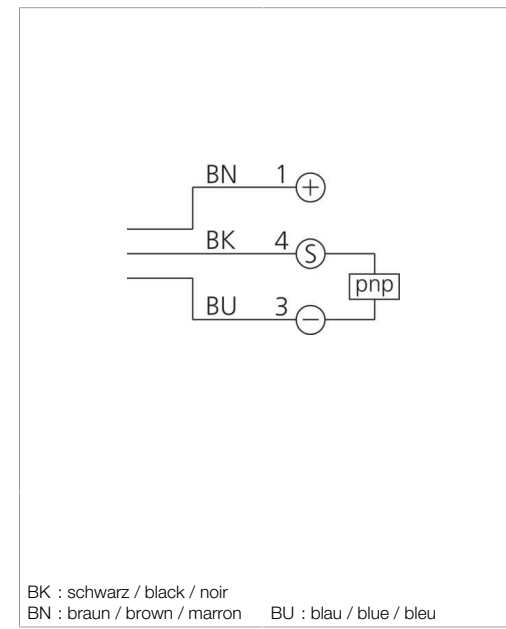 BN 1 +
BK 4 S
pnp
BU 3 −
BK : schwarz / black / noir
BN : braun / brown / marron BU : blau / blue / bleu